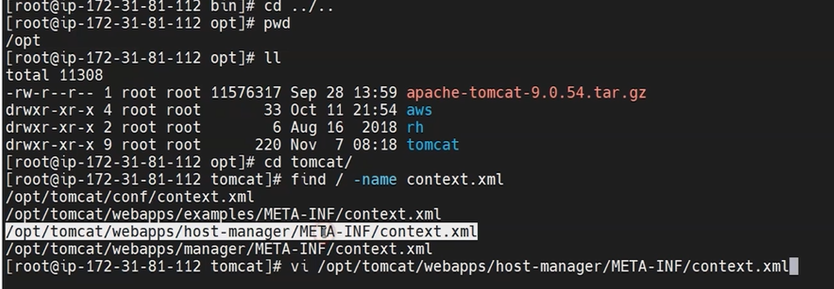 [root@ip-172-31-81-112 bin]# cd ../..
[root@ip-172-31-81-112 opt]# pwd
/opt
[root@ip-172-31-81-112 opt]# ll
total 11308
-rw-r--r-- 1 root root 11576317 Sep 28 13:59 apache-tomcat-9.0.54.tar.gz
drwxr-xr-x 4 root root       33 Oct 11 21:54 aws
drwxr-xr-x 2 root root        6 Aug 16  2018 rh
drwxr-xr-x 9 root root      220 Nov  7 08:18 tomcat
[root@ip-172-31-81-112 opt]# cd tomcat/
[root@ip-172-31-81-112 tomcat]# find / -name context.xml
/opt/tomcat/conf/context.xml
/opt/tomcat/webapps/examples/META-INF/context.xml
/opt/tomcat/webapps/host-manager/META-INF/context.xml
/opt/tomcat/webapps/manager/META-INF/context.xml
[root@ip-172-31-81-112 tomcat]# vi /opt/tomcat/webapps/host-manager/META-INF/context.xml